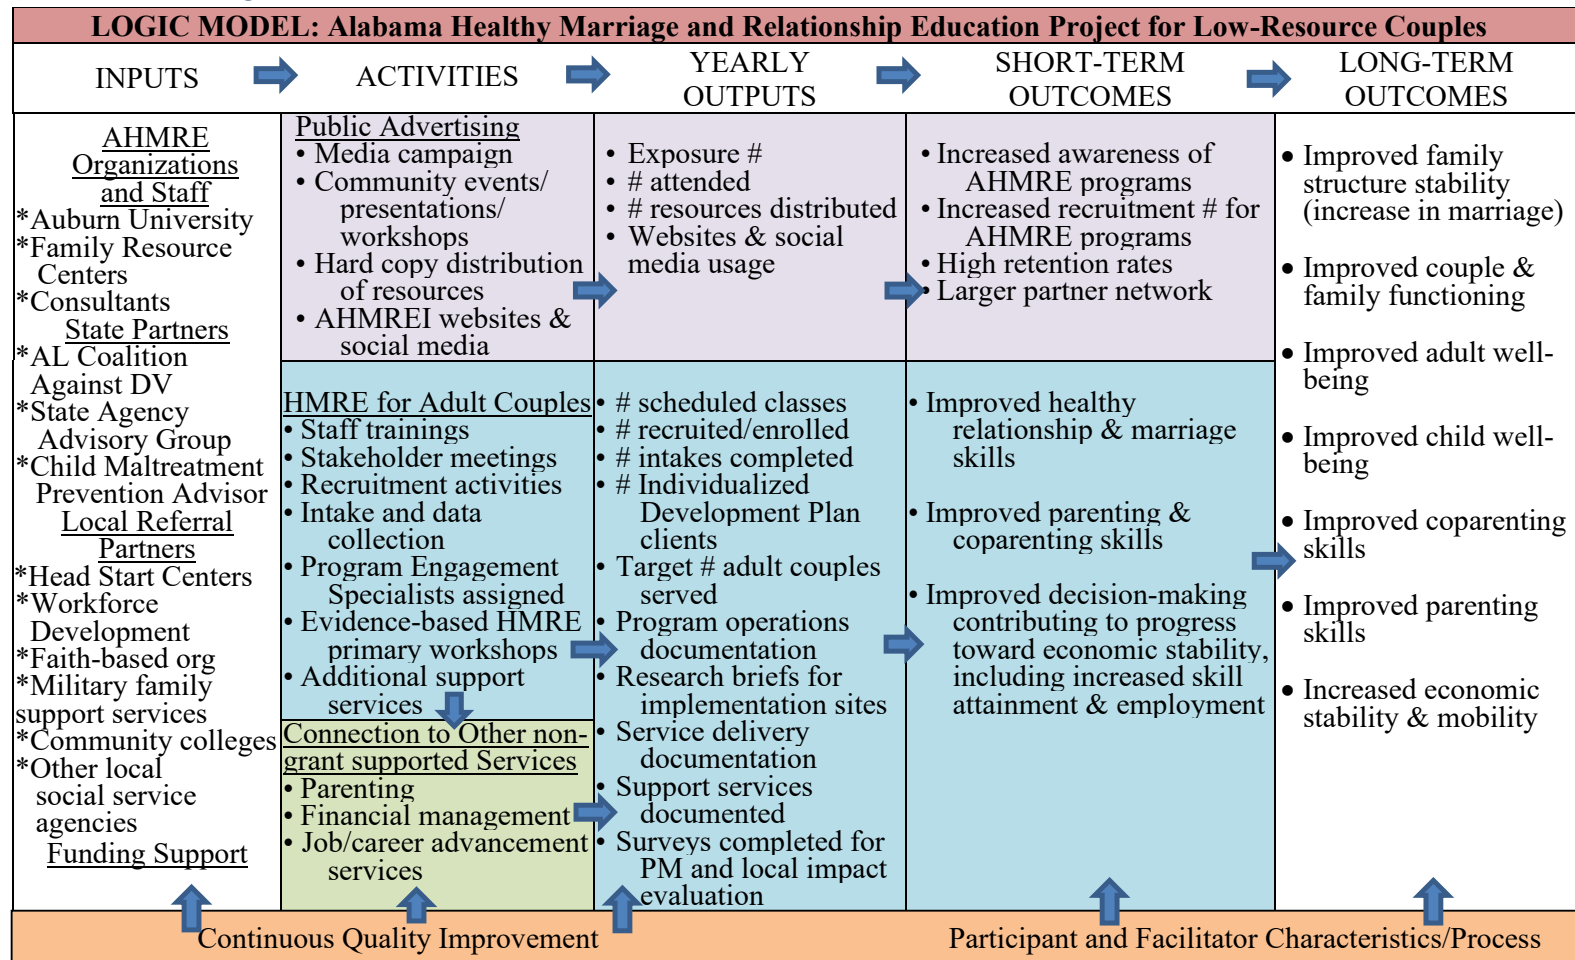 LOGIC MODEL: Alabama Healthy Marriage and Relationship Education Project for Low-Resource Couples
INPUTS
ACTIVITIES
YEARLY
OUTPUTS
SHORT-TERM
OUTCOMES
LONG-TERM
OUTCOMES
AHMRE
Organizations
and Staff
*Auburn University
*Family Resource
Centers
*Consultants
State Partners
*AL Coalition
Against DV
*State Agency
Advisory Group
*Child Maltreatment
Prevention Advisor
Local Referral
Partners
*Head Start Centers
*Workforce
Development
*Faith-based org
*Military family
support services
*Community colleges
*Other local
social service
agencies
Funding Support
Public Advertising
• Media campaign
• Community events/
presentations/
workshops
• Hard copy distribution
of resources
• AHMREI websites &
social media
HMRE for Adult Couples
• Staff trainings
• Stakeholder meetings
• Recruitment activities
• Intake and data
collection
• Program Engagement
Specialists assigned
• Evidence-based HMRE
primary workshops
• Additional support
services
Connection to Other non-
grant supported Services
• Parenting
• Financial management
• Job/career advancement
services
• Exposure #
• # attended
• # resources distributed
• Websites & social
media usage
• # scheduled classes
• # recruited/enrolled
• # intakes completed
• # Individualized
Development Plan
clients
• Target # adult couples
served
• Program operations
documentation
• Research briefs for
implementation sites
• Service delivery
documentation
• Support services
documented
• Surveys completed for
PM and local impact
evaluation
• Increased awareness of
AHMRE programs
• Increased recruitment # for
AHMRE programs
• High retention rates
• Larger partner network
• Improved healthy
relationship & marriage
skills
• Improved parenting &
coparenting skills
• Improved decision-making
contributing to progress
toward economic stability,
including increased skill
attainment & employment
• Improved family
structure stability
(increase in marriage)
• Improved couple &
family functioning
• Improved adult well-
being
• Improved child well-
being
• Improved coparenting
skills
• Improved parenting
skills
• Increased economic
stability & mobility
Continuous Quality Improvement
Participant and Facilitator Characteristics/Process